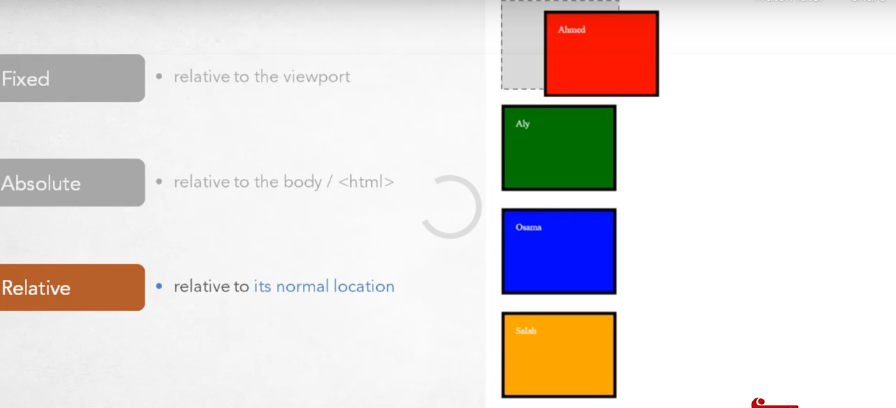 Fixed
• relative to the viewport
Absolute
• relative to the body / <html>
Relative
• relative to its normal location
Ahmed
Aly
Osama
Salah